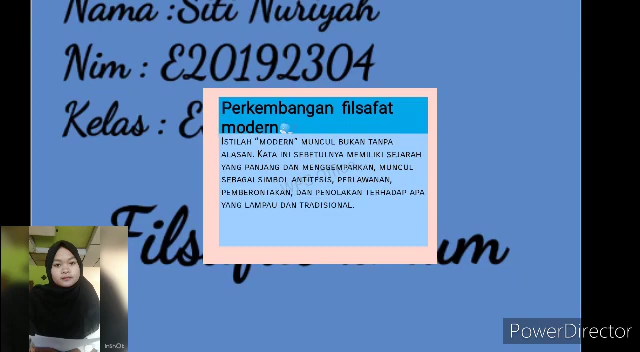 Nama :Siti Nuriyah
Nim : E20192304
Kelas :
Perkembangan filsafat
modern
Istilah "modern" muncul bukan tanpa
alasan. Kata ini sebetulnya memiliki sejarah
yang panjang dan menggemparkan, muncul
sebagai simbol antitesis, perlawanan,
pemberontakan, dan penolakan terhadap apa
yang lampau dan tradisional.
PowerDirector